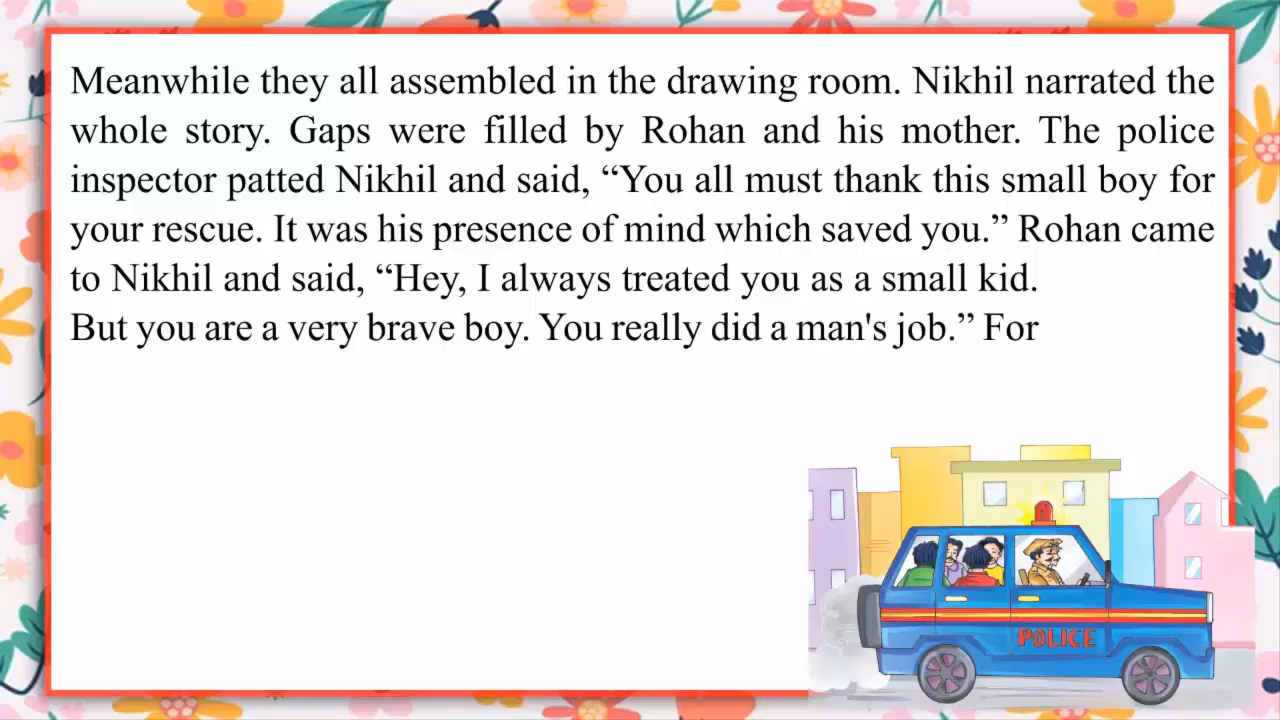 Meanwhile they all assembled in the drawing room. Nikhil narrated the
whole story. Gaps were filled by Rohan and his mother. The police
inspector patted Nikhil and said, “You all must thank this small boy for
your rescue. It was his presence of mind which saved you.” Rohan came
to Nikhil and said, “Hey, I always treated you as a small kid.
But you are a very brave boy. You really did a man's job.” For
POLICE